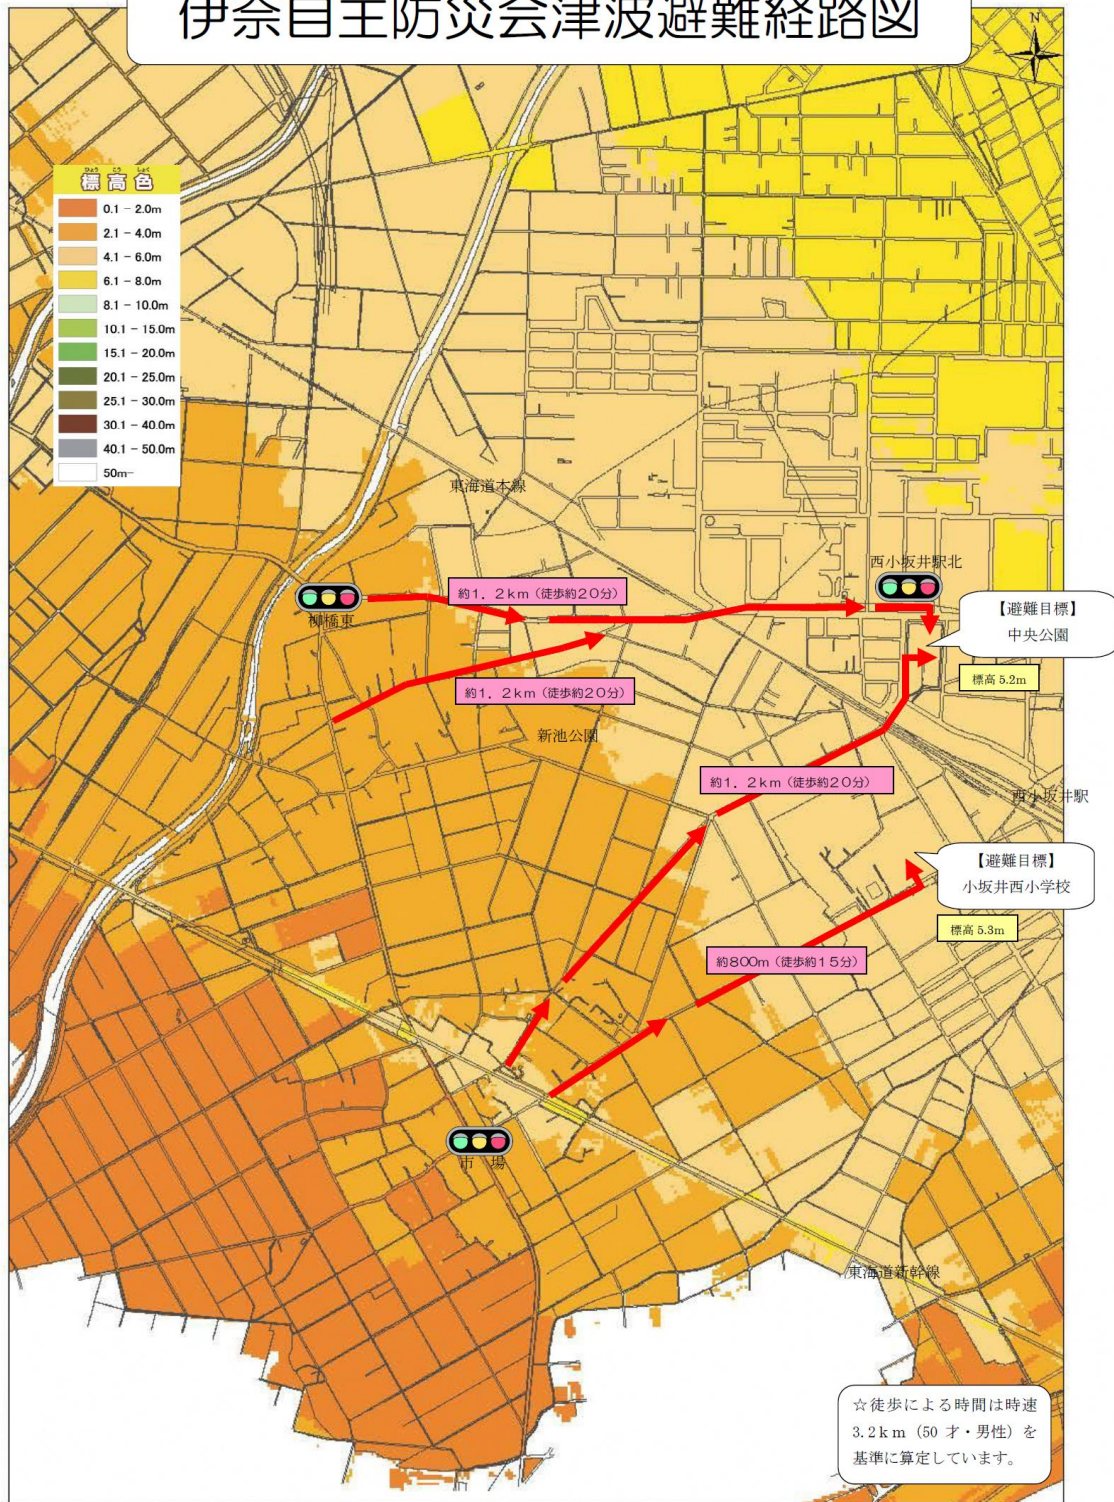 伊奈自主防災会津波避難経路図
N
ひょう こう しょく
標高色
0.1 - 2.0m
2.1 - 4.0m
4.1 - 6.0m
6.1 - 8.0m
8.1 - 10.0m
10.1 - 15.0m
15.1 - 20.0m
20.1 - 25.0m
25.1 - 30.0m
30.1 - 40.0m
40.1 - 50.0m
50m-
東海道本線
西小坂井駅北
約1．2km（徒歩約20分）
柳橋東
【避難目標】
中央公園
標高 5.2m
約1．2km（徒歩約20分）
新池公園
約1．2km（徒歩約20分）
西小坂井駅
【避難目標】
小坂井西小学校
標高 5.3m
約800m（徒歩約15分）
市 場
東海道新幹線
☆徒歩による時間は時速
3.2km（50 才・男性）を
基準に算定しています。